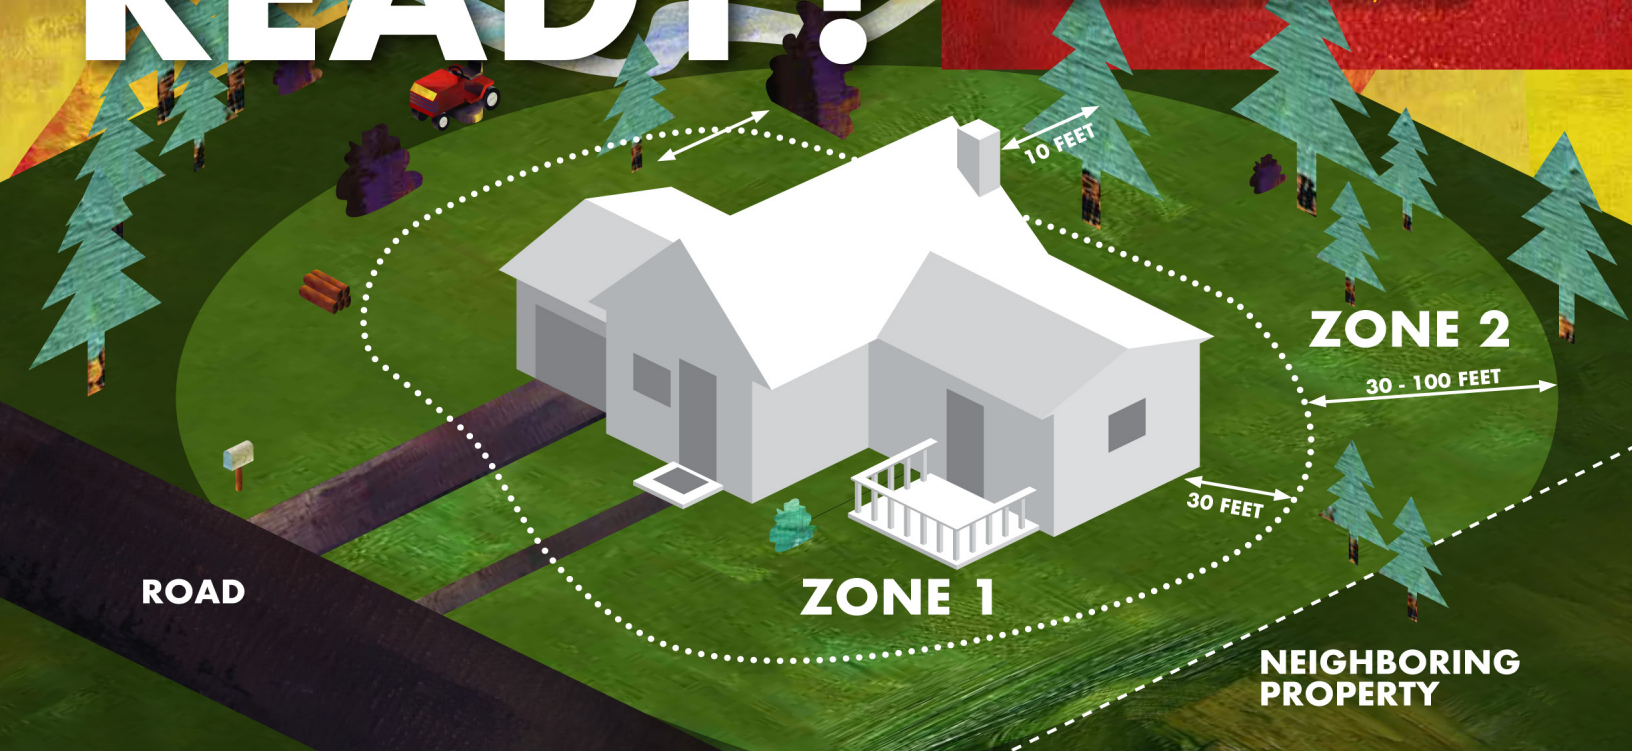 READY!
10 FEET
ZONE 2
30 - 100 FEET
30 FEET
ROAD
ZONE 1
NEIGHBORING
PROPERTY